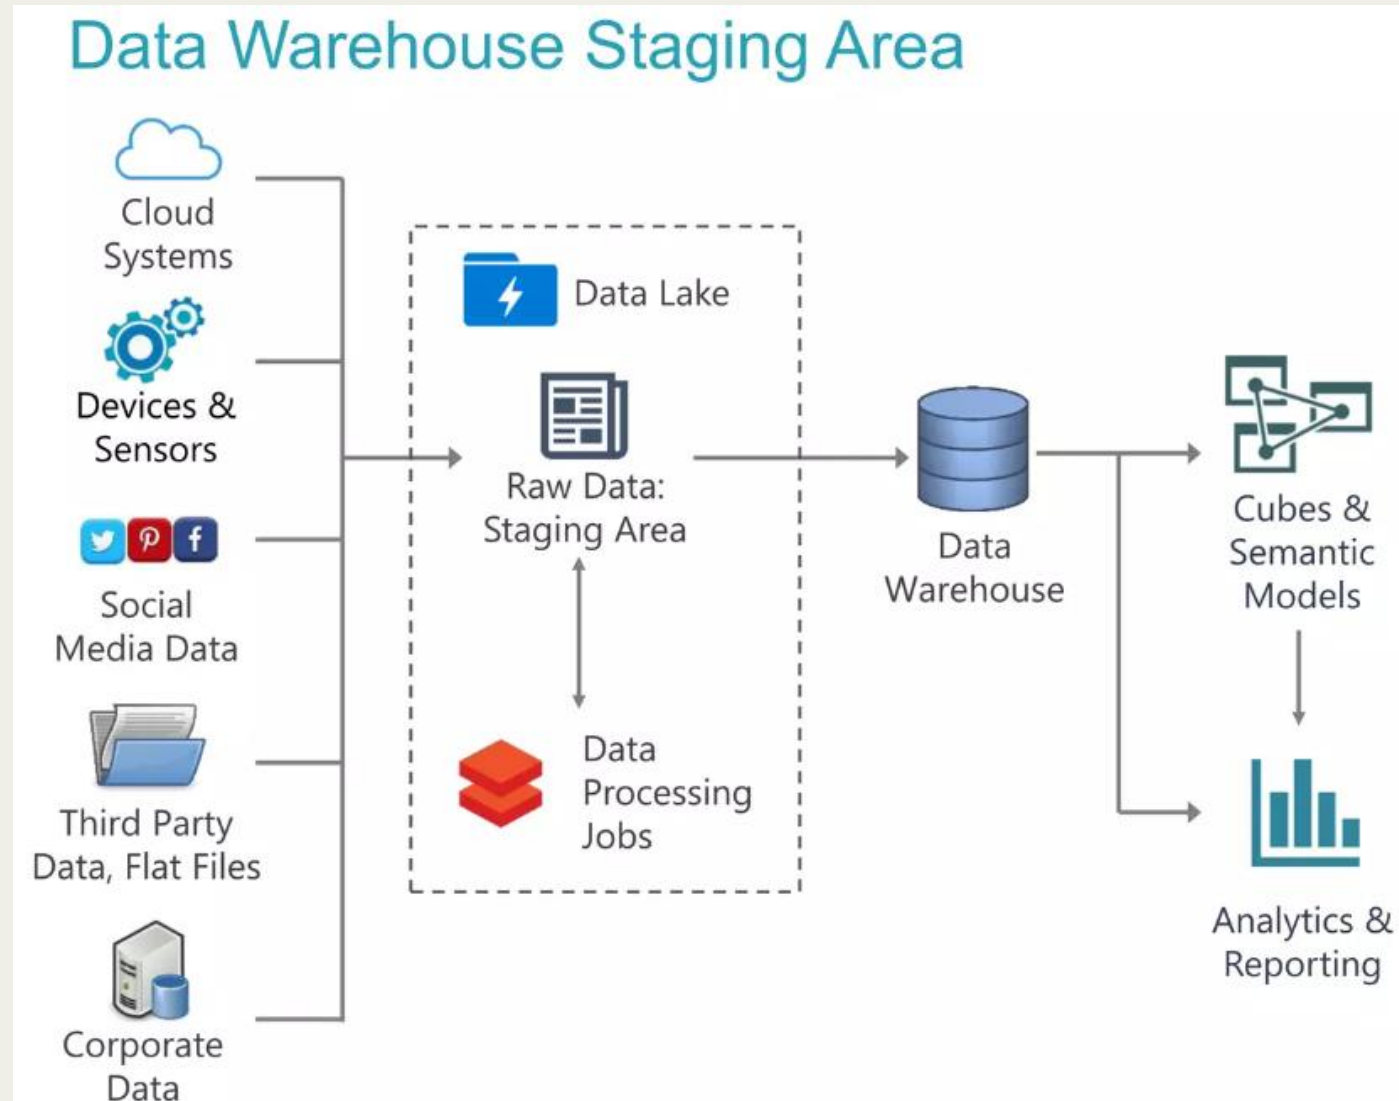 Data Warehouse Staging Area
Cloud
Systems
Devices &
Sensors
Social
Media Data
Third Party
Data, Flat Files
Corporate
Data
Data Lake
Raw Data:
Staging Area
Data
Processing
Jobs
Data
Warehouse
Cubes &
Semantic
Models
Analytics &
Reporting